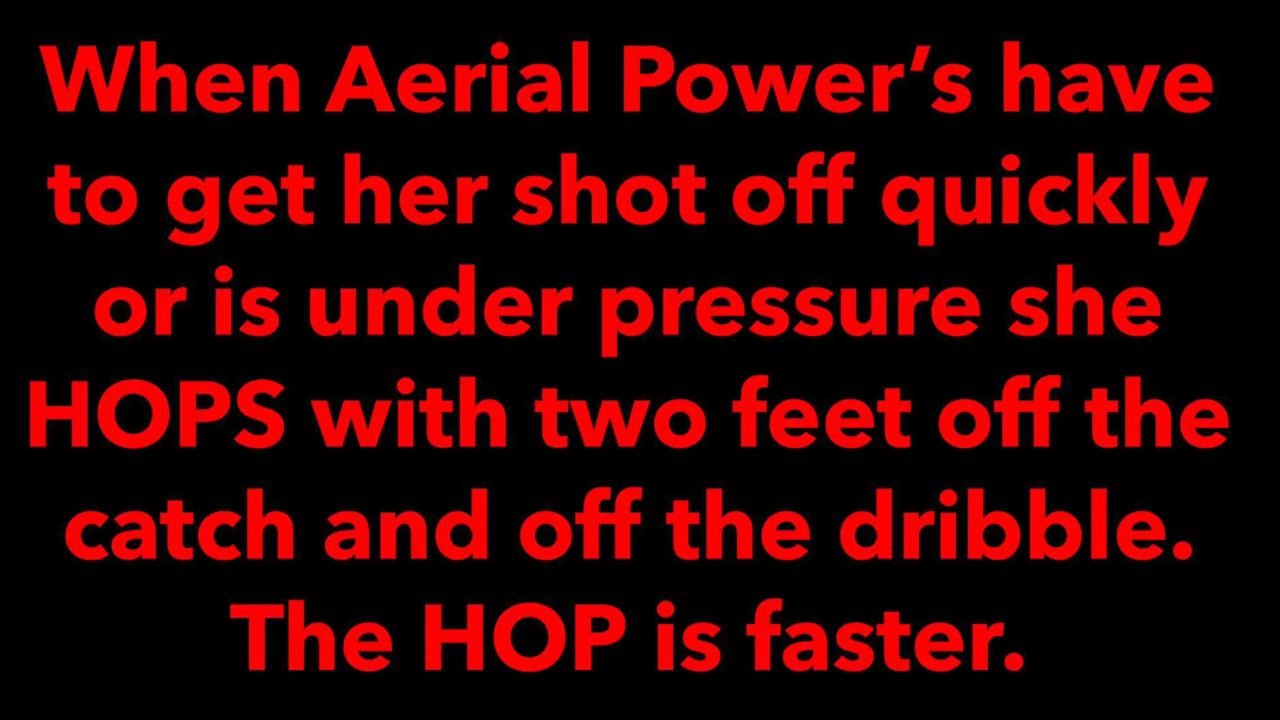 When Aerial Power’s have
to get her shot off quickly
or is under pressure she
HOPS with two feet off the
catch and off the dribble.
The HOP is faster.